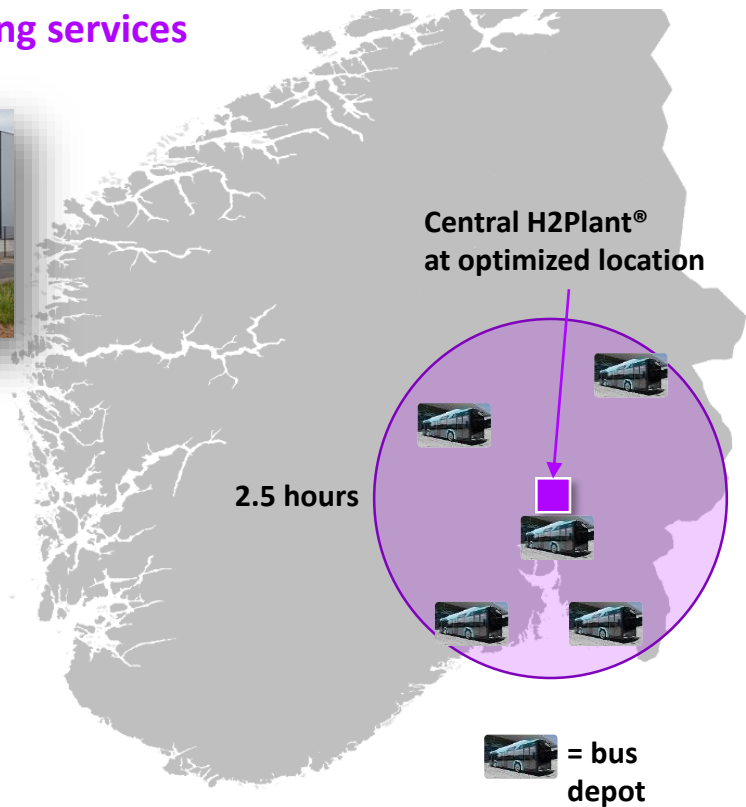 ng services
Central H2Plant®
at optimized location
2.5 hours
= bus
depot